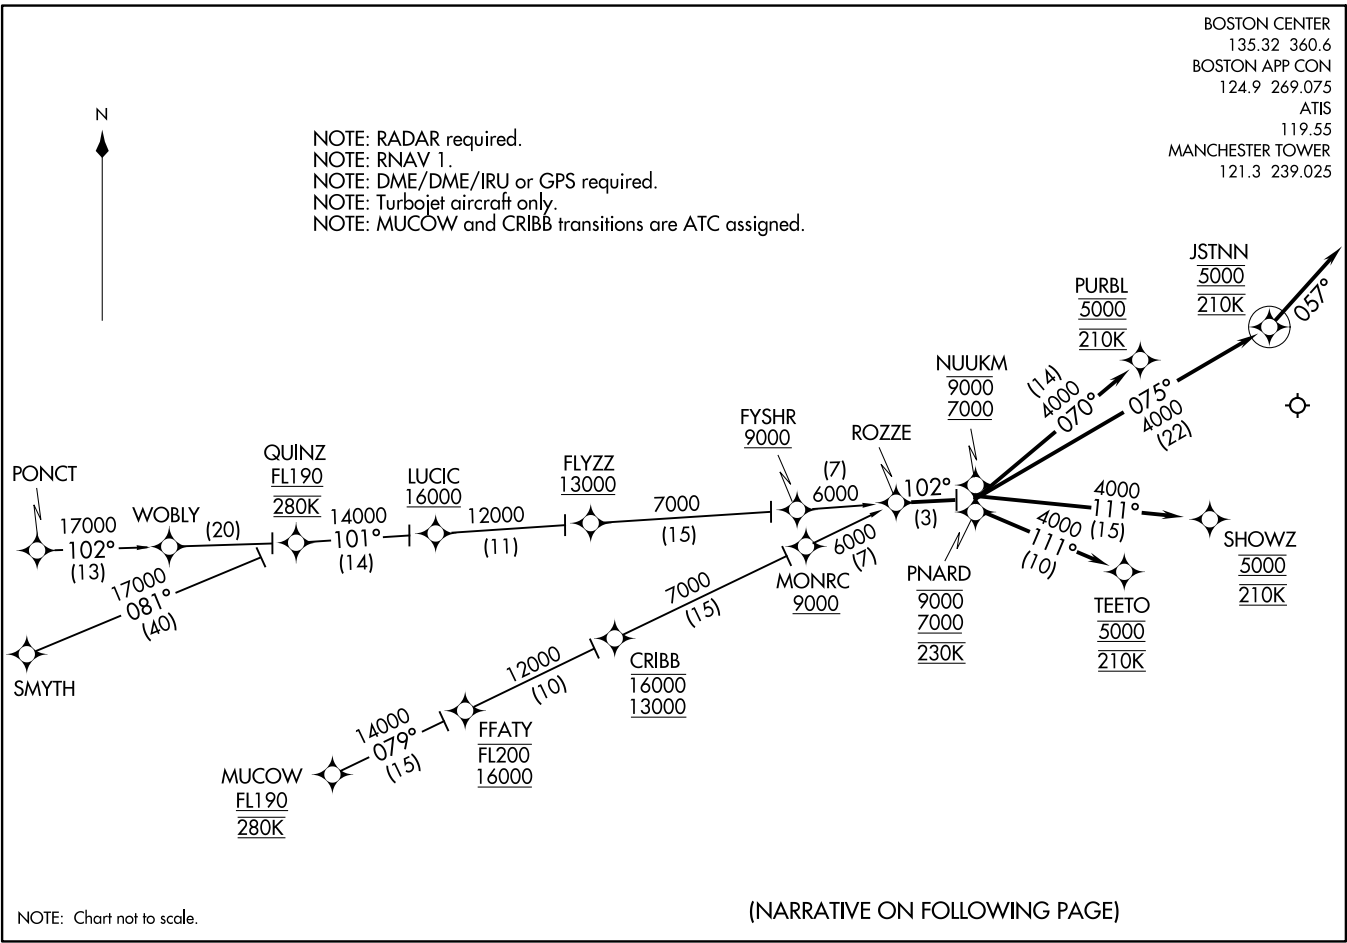 BOSTON CENTER
135.32 360.6
BOSTON APP CON
124.9 269.075
ATIS
119.55
MANCHESTER TOWER
121.3 239.025
N
NOTE: RADAR required.
NOTE: RNAV 1.
NOTE: DME/DME/IRU or GPS required.
NOTE: Turbojet aircraft only.
NOTE: MUCOW and CRIBB transitions are ATC assigned.
JSTNN
5000
210K
057°
PURBL
5000
210K
NUUKM
9000
7000
(14)
4000
070°
075°
4000
(22)
FYSHR
9000
ROZZE
QUINZ
FL190
280K
LUCIC
16000
FLYZZ
13000
PONCT
WOBLY
17000
102°
(13)
(20)
14000
101°
(14)
12000
(11)
7000
(15)
(7)
6000
102°
(3)
4000
111°
(15)
SHOWZ
5000
210K
4000
111°
(10)
TEETO
5000
210K
PNARD
9000
7000
230K
17000
081°
(40)
SMYTH
6000
(7)
MONRC
9000
7000
(15)
CRIBB
16000
13000
12000
(10)
FFATY
FL200
16000
14000
079°
(15)
MUCOW
FL190
280K
NOTE: Chart not to scale.
(NARRATIVE ON FOLLOWING PAGE)